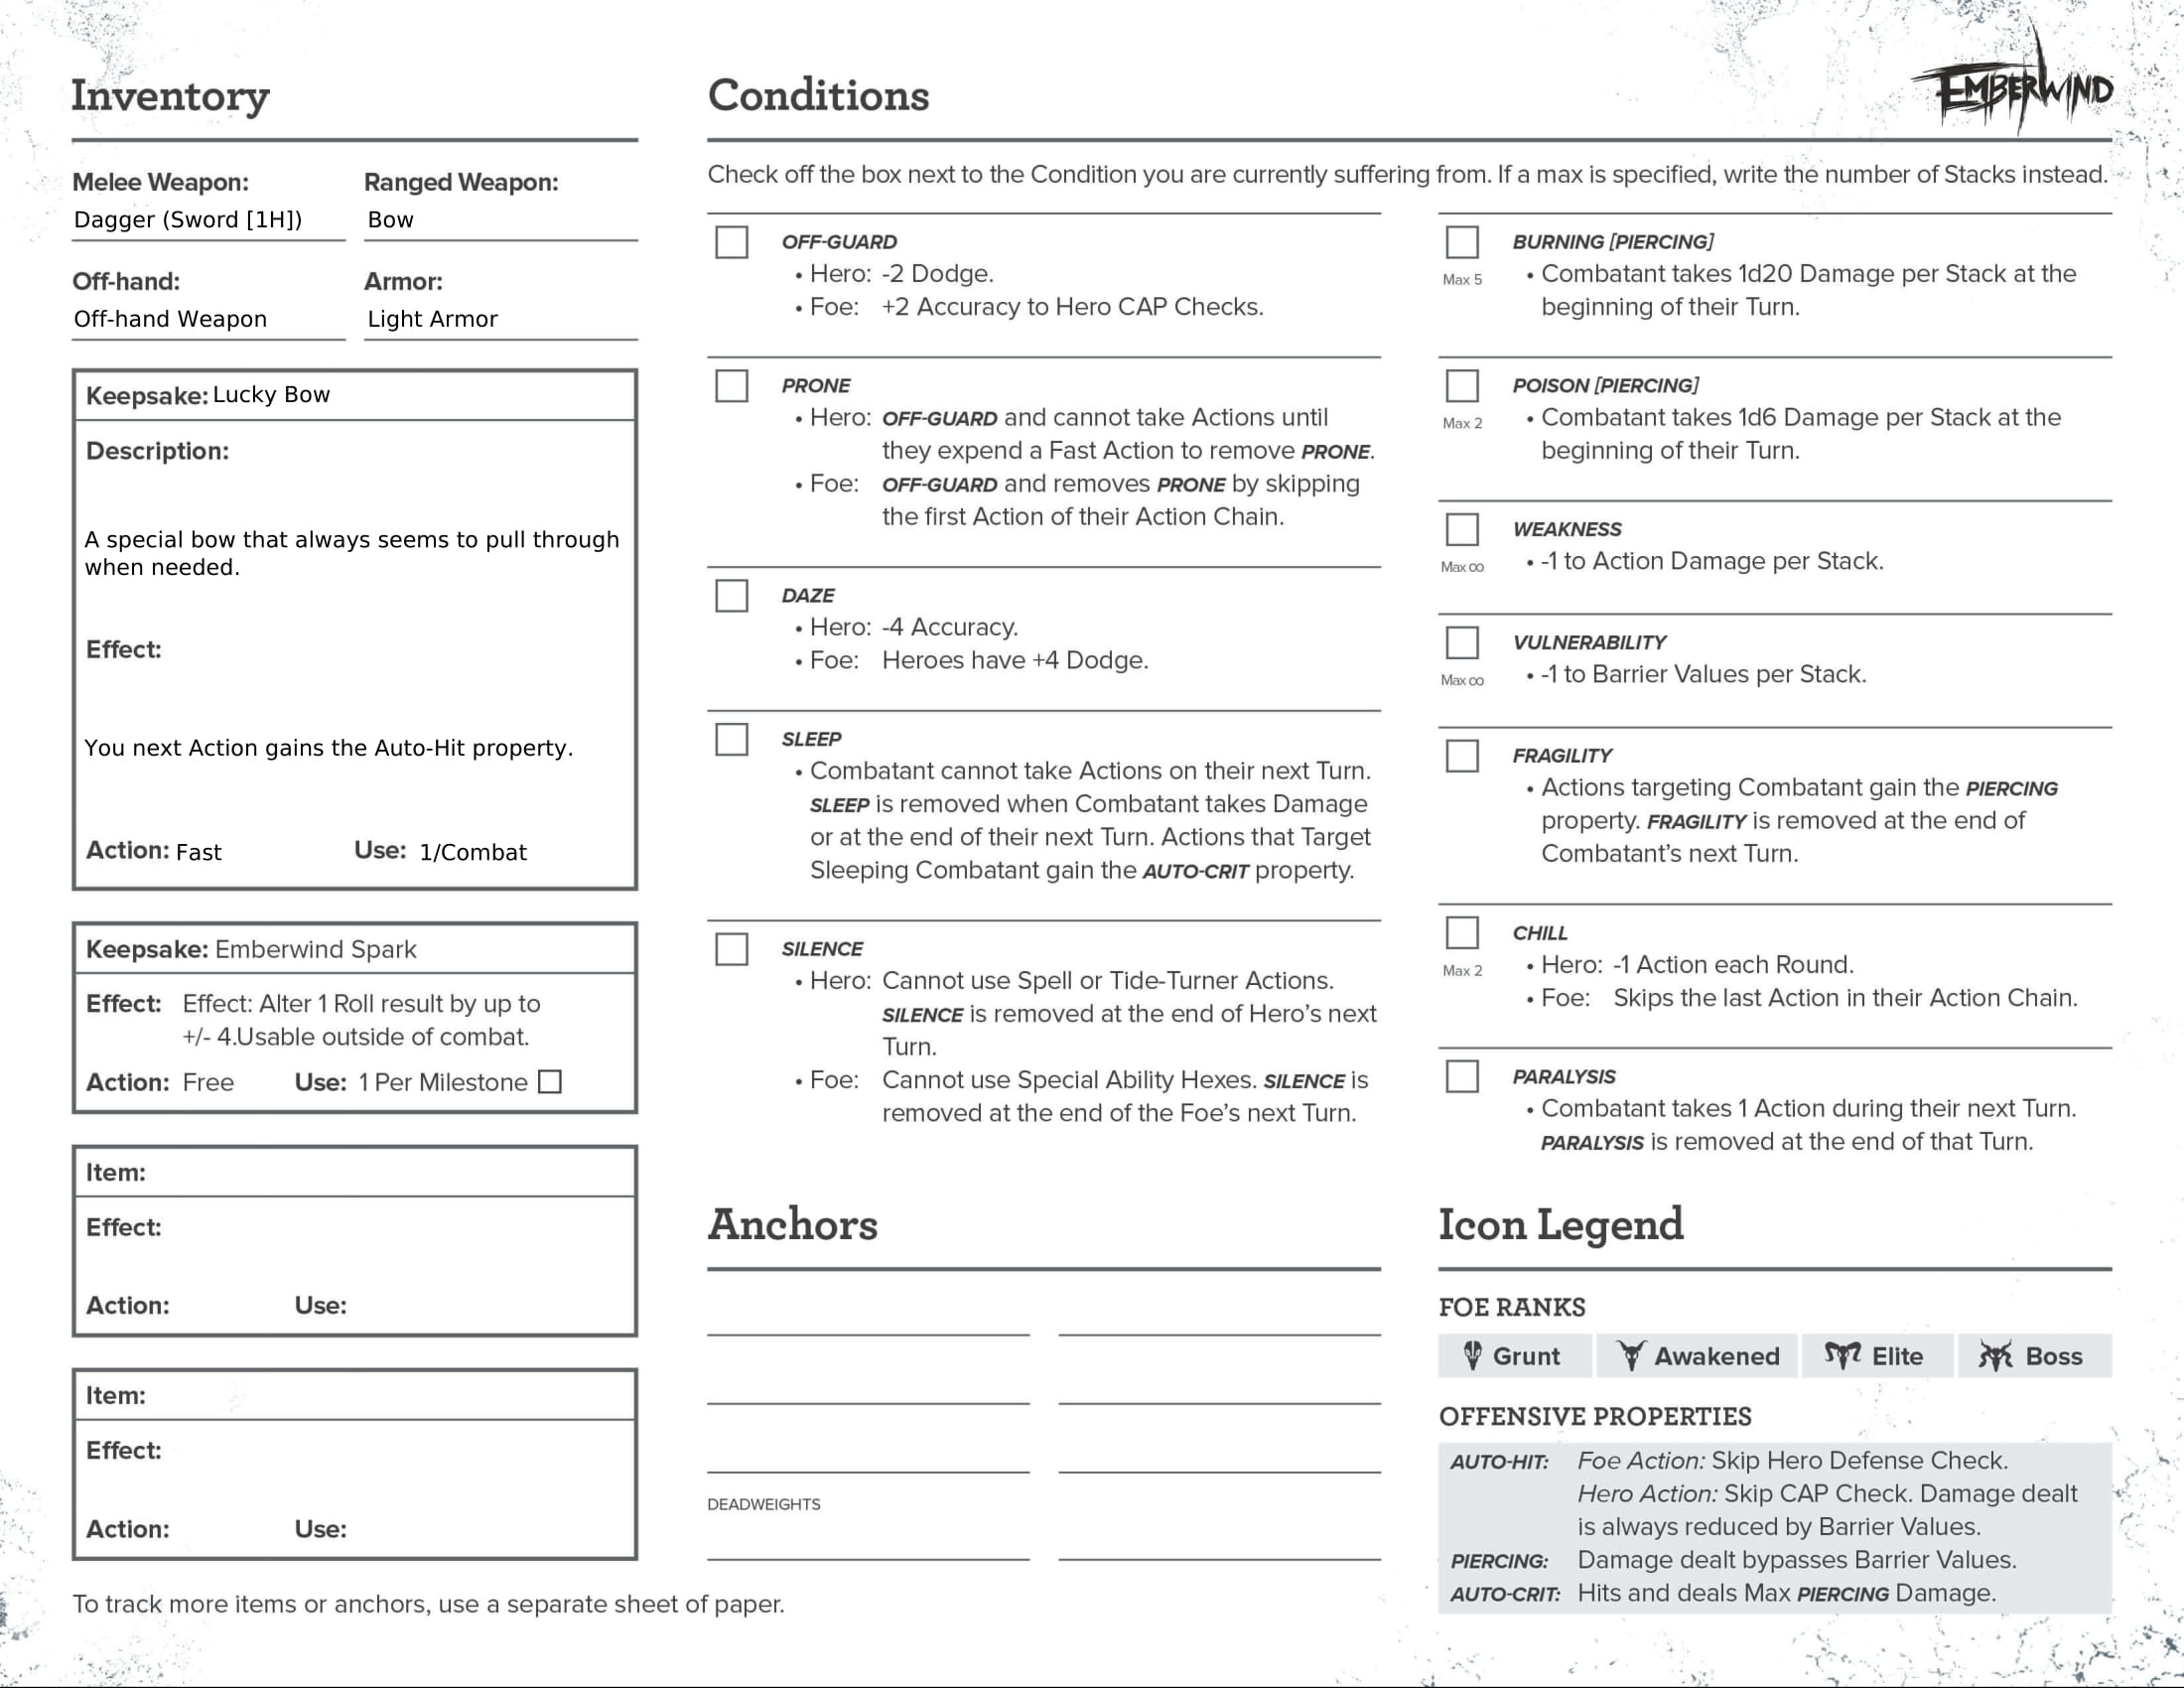 Inventory
Melee Weapon:
Dagger (Sword [1H])
Ranged Weapon:
Bow
Off-hand:
Off-hand Weapon
Armor:
Light Armor
Keepsake: Lucky Bow
Description:
A special bow that always seems to pull through
when needed.
Effect:
You next Action gains the Auto-Hit property.
Action: Fast Use: 1/Combat
Keepsake: Emberwind Spark
Effect: Effect: Alter 1 Roll result by up to
+/- 4.Usable outside of combat.
Action: Free Use: 1 Per Milestone
Item:
Effect:
Action: Use:
Item:
Effect:
Action: Use:
To track more items or anchors, use a separate sheet of paper.
Conditions
EMBERWIND
Check off the box next to the Condition you are currently suffering from. If a max is specified, write the number of Stacks instead.
OFF-GUARD
• Hero: -2 Dodge.
• Foe: +2 Accuracy to Hero CAP Checks.
PRONE
• Hero: OFF-GUARD and cannot take Actions until
they expend a Fast Action to remove PRONE.
• Foe: OFF-GUARD and removes PRONE by skipping
the first Action of their Action Chain.
DAZE
• Hero: -4 Accuracy.
• Foe: Heroes have +4 Dodge.
SLEEP
• Combatant cannot take Actions on their next Turn.
SLEEP is removed when Combatant takes Damage
or at the end of their next Turn. Actions that Target
Sleeping Combatant gain the AUTO-CRIT property.
SILENCE
• Hero: Cannot use Spell or Tide-Turner Actions.
SILENCE is removed at the end of Hero's next
Turn.
• Foe: Cannot use Special Ability Hexes. SILENCE is
removed at the end of the Foe's next Turn.
BURNING [PIERCING]
Max 5
• Combatant takes 1d20 Damage per Stack at the
beginning of their Turn.
POISON [PIERCING]
Max 2
• Combatant takes 1d6 Damage per Stack at the
beginning of their Turn.
WEAKNESS
Max ∞
• -1 to Action Damage per Stack.
VULNERABILITY
Max ∞
• -1 to Barrier Values per Stack.
FRAGILITY
• Actions targeting Combatant gain the PIERCING
property. FRAGILITY is removed at the end of
Combatant's next Turn.
CHILL
Max 2
• Hero: -1 Action each Round.
• Foe: Skips the last Action in their Action Chain.
PARALYSIS
• Combatant takes 1 Action during their next Turn.
PARALYSIS is removed at the end of that Turn.
Anchors
DEADWEIGHTS
Icon Legend
FOE RANKS
Grunt Awakened Elite Boss
OFFENSIVE PROPERTIES
AUTO-HIT: Foe Action: Skip Hero Defense Check.
Hero Action: Skip CAP Check. Damage dealt
is always reduced by Barrier Values.
PIERCING: Damage dealt bypasses Barrier Values.
AUTO-CRIT: Hits and deals Max PIERCING Damage.